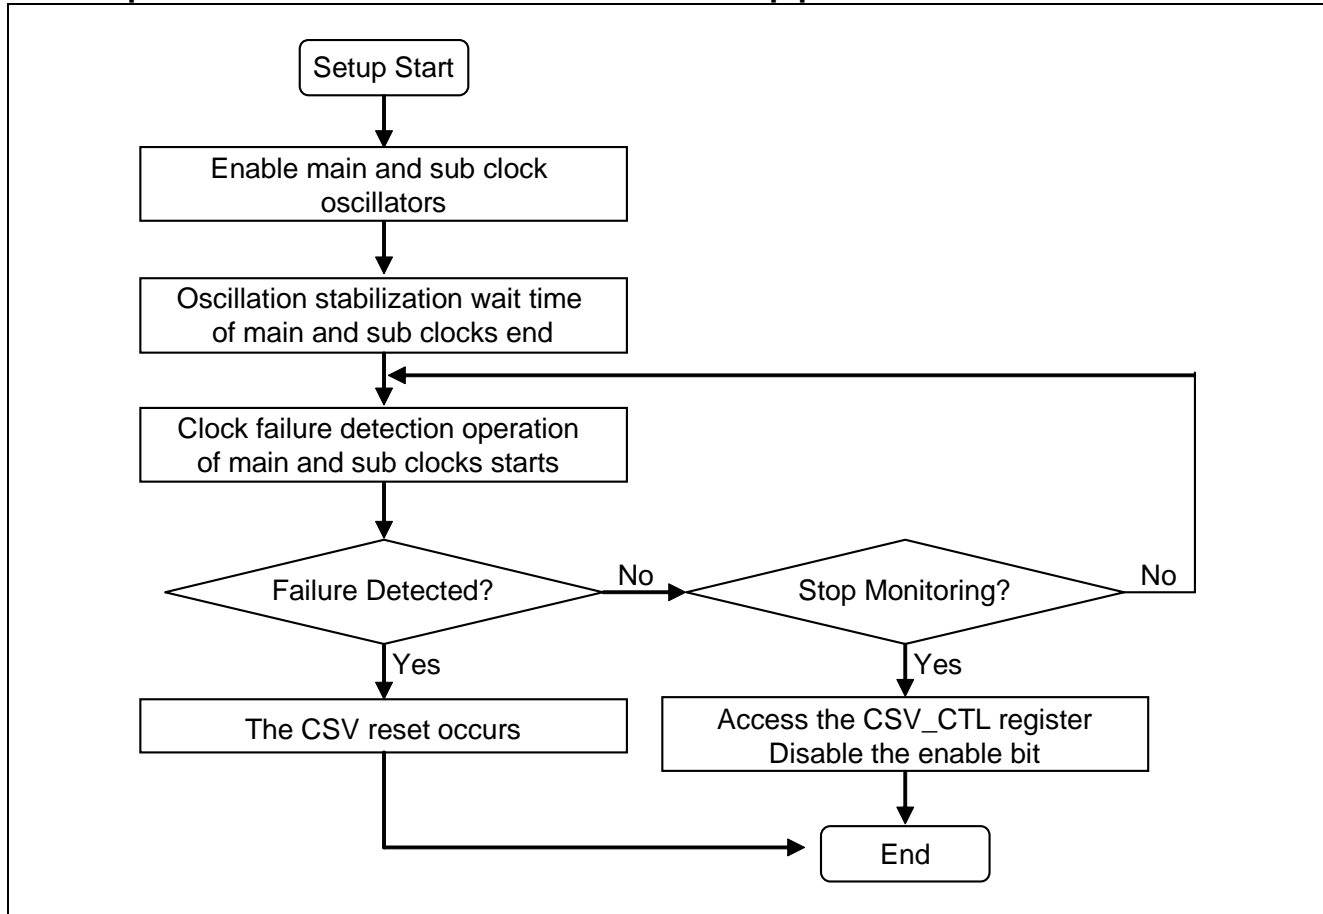 Setup Start
Enable main and sub clock
oscillators
Oscillation stabilization wait time
of main and sub clocks end
Clock failure detection operation
of main and sub clocks starts
Failure Detected?
No
Stop Monitoring?
No
Yes
Yes
The CSV reset occurs
Access the CSV_CTL register
Disable the enable bit
End